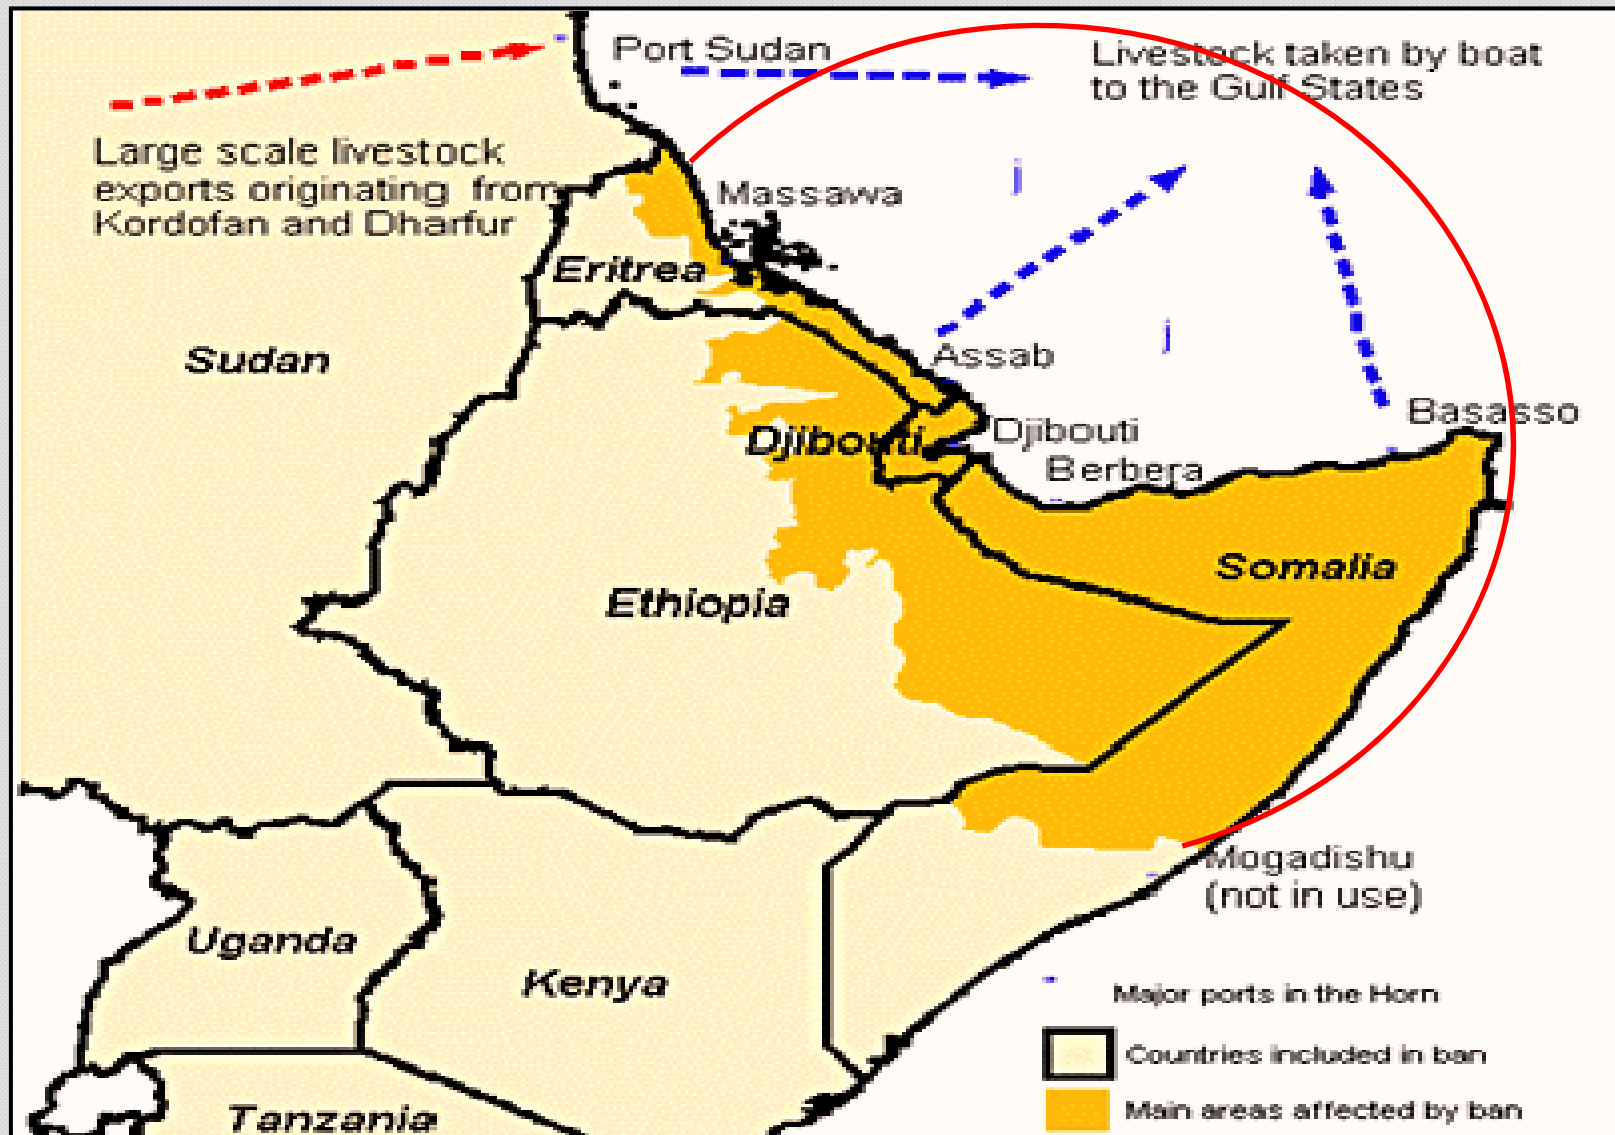 Port Sudan
Livestock taken by boat
to the Gulf States
Large scale livestock
exports originating from
Kordofan and Dharfur
Massawa
Eritrea
Sudan
Assab
Basasso
Djibouti
Djibouti
Berbera
Somalia
Ethiopia
Mogadishu
(not in use)
Uganda
Kenya
Major ports in the Horn
Countries included in ban
Main areas affected by ban
Tanzania
j
j